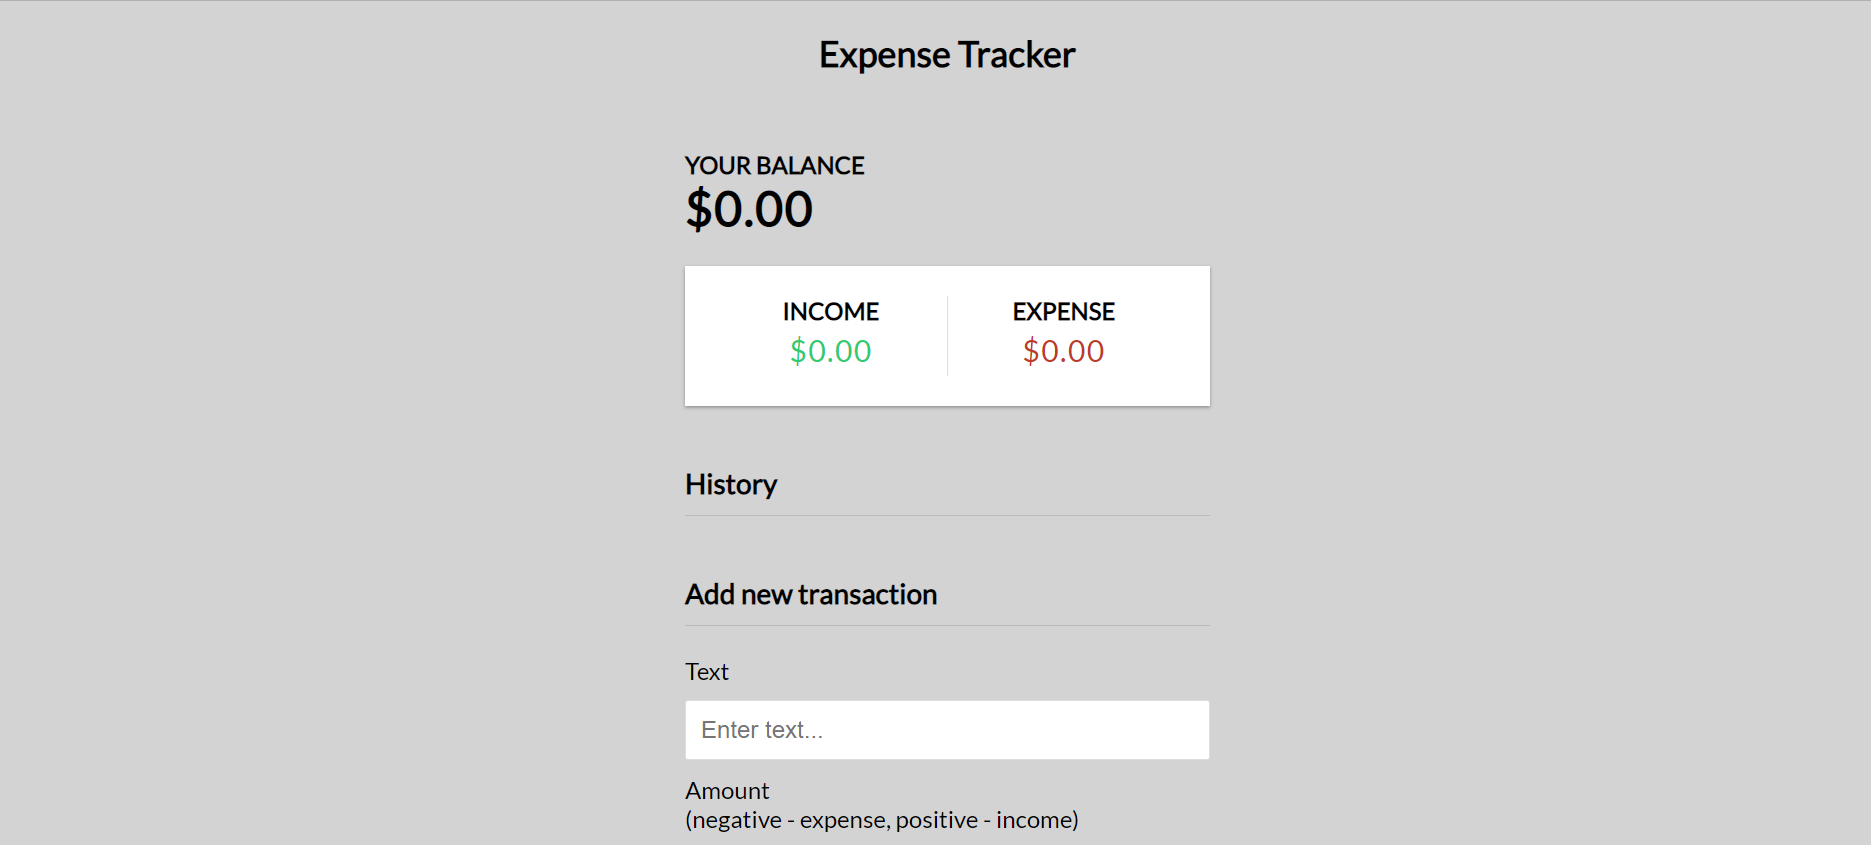 Expense Tracker
YOUR BALANCE
$0.00
INCOME
EXPENSE
$0.00
$0.00
History
Add new transaction
Text
Enter text...
Amount
(negative - expense, positive - income)